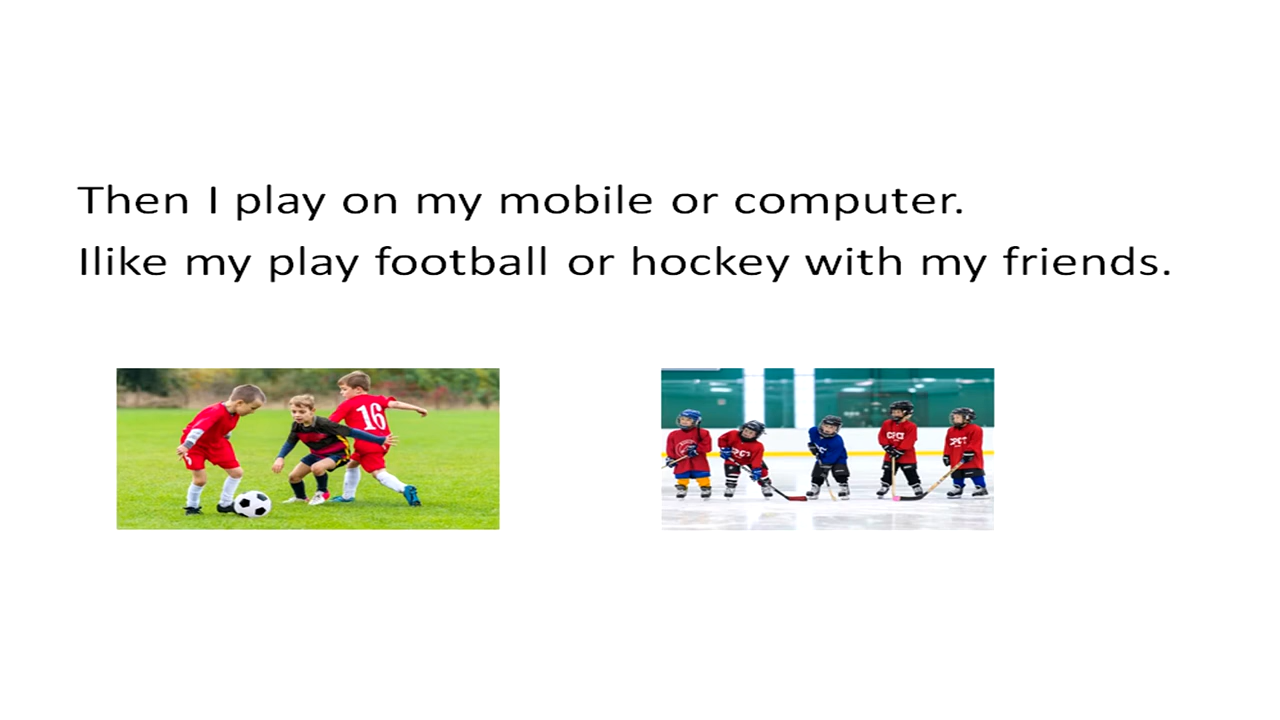 Then I play on my mobile or computer.
Ilike my play football or hockey with my friends.
16